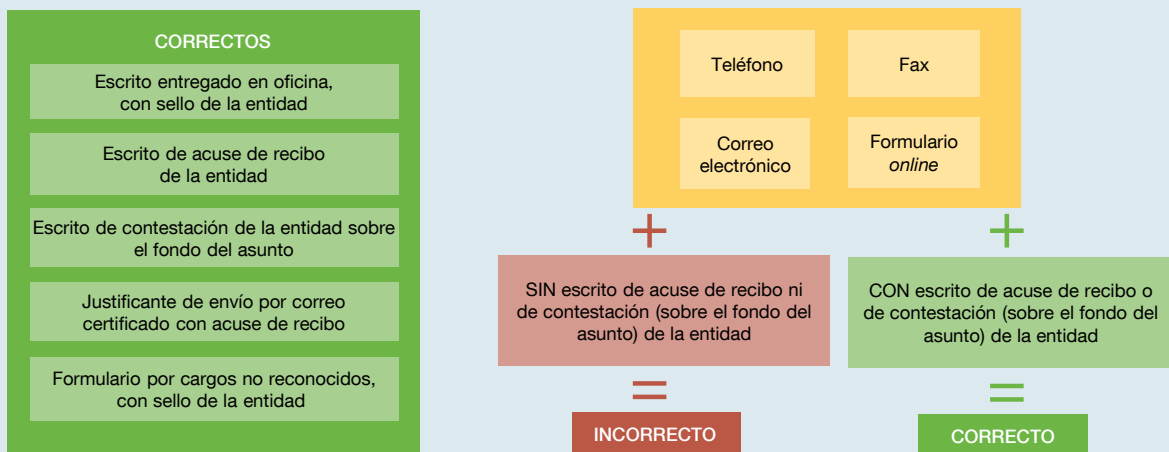 CORRECTOS
Escrito entregado en oficina,
con sello de la entidad
Escrito de acuse de recibo
de la entidad
Escrito de contestación de la entidad sobre
el fondo del asunto
Justificante de envío por correo
certificado con acuse de recibo
Formulario por cargos no reconocidos,
con sello de la entidad
Teléfono
Fax
Correo
electrónico
Formulario
online
+
+
SIN escrito de acuse de recibo ni
de contestación (sobre el fondo del
asunto) de la entidad
CON escrito de acuse de recibo o
de contestación (sobre el fondo del
asunto) de la entidad
=
=
INCORRECTO
CORRECTO